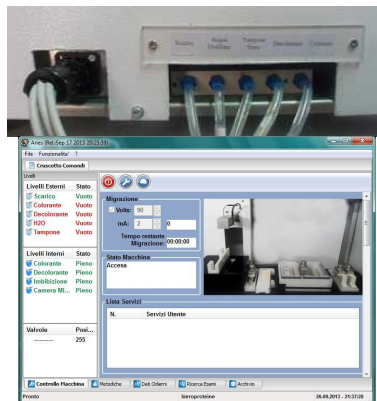 Scarico Acqua Distillata Tampone Decolorante Colorante
Aries (Rel.Sep 17 2013 20:25:39)
File Funzionalita' ?
Cruscotto Comandi
Livelli
Livelli Esterni Stato
Scarico Vuoto
Colorante Vuoto
Decolorante Vuoto
H2O Vuoto
Tampone Vuoto
Livelli Interni Stato
Colorante Pieno
Decolorante Pieno
Imbibizione Pieno
Camera Mi... Pieno
Valvole Posi...
---------- 255
Migrazione
Volts: 90
mA: 2 0
Tempo restante
Migrazione: 00:00:00
Stato Macchina
Accesa
Lista Servizi
N. Servizi Utente
Controllo Macchina Metodiche Dati Odierni Ricerca Esami Archivio
Pronto Sieroproteine 26.09.2013 - 21:37:28